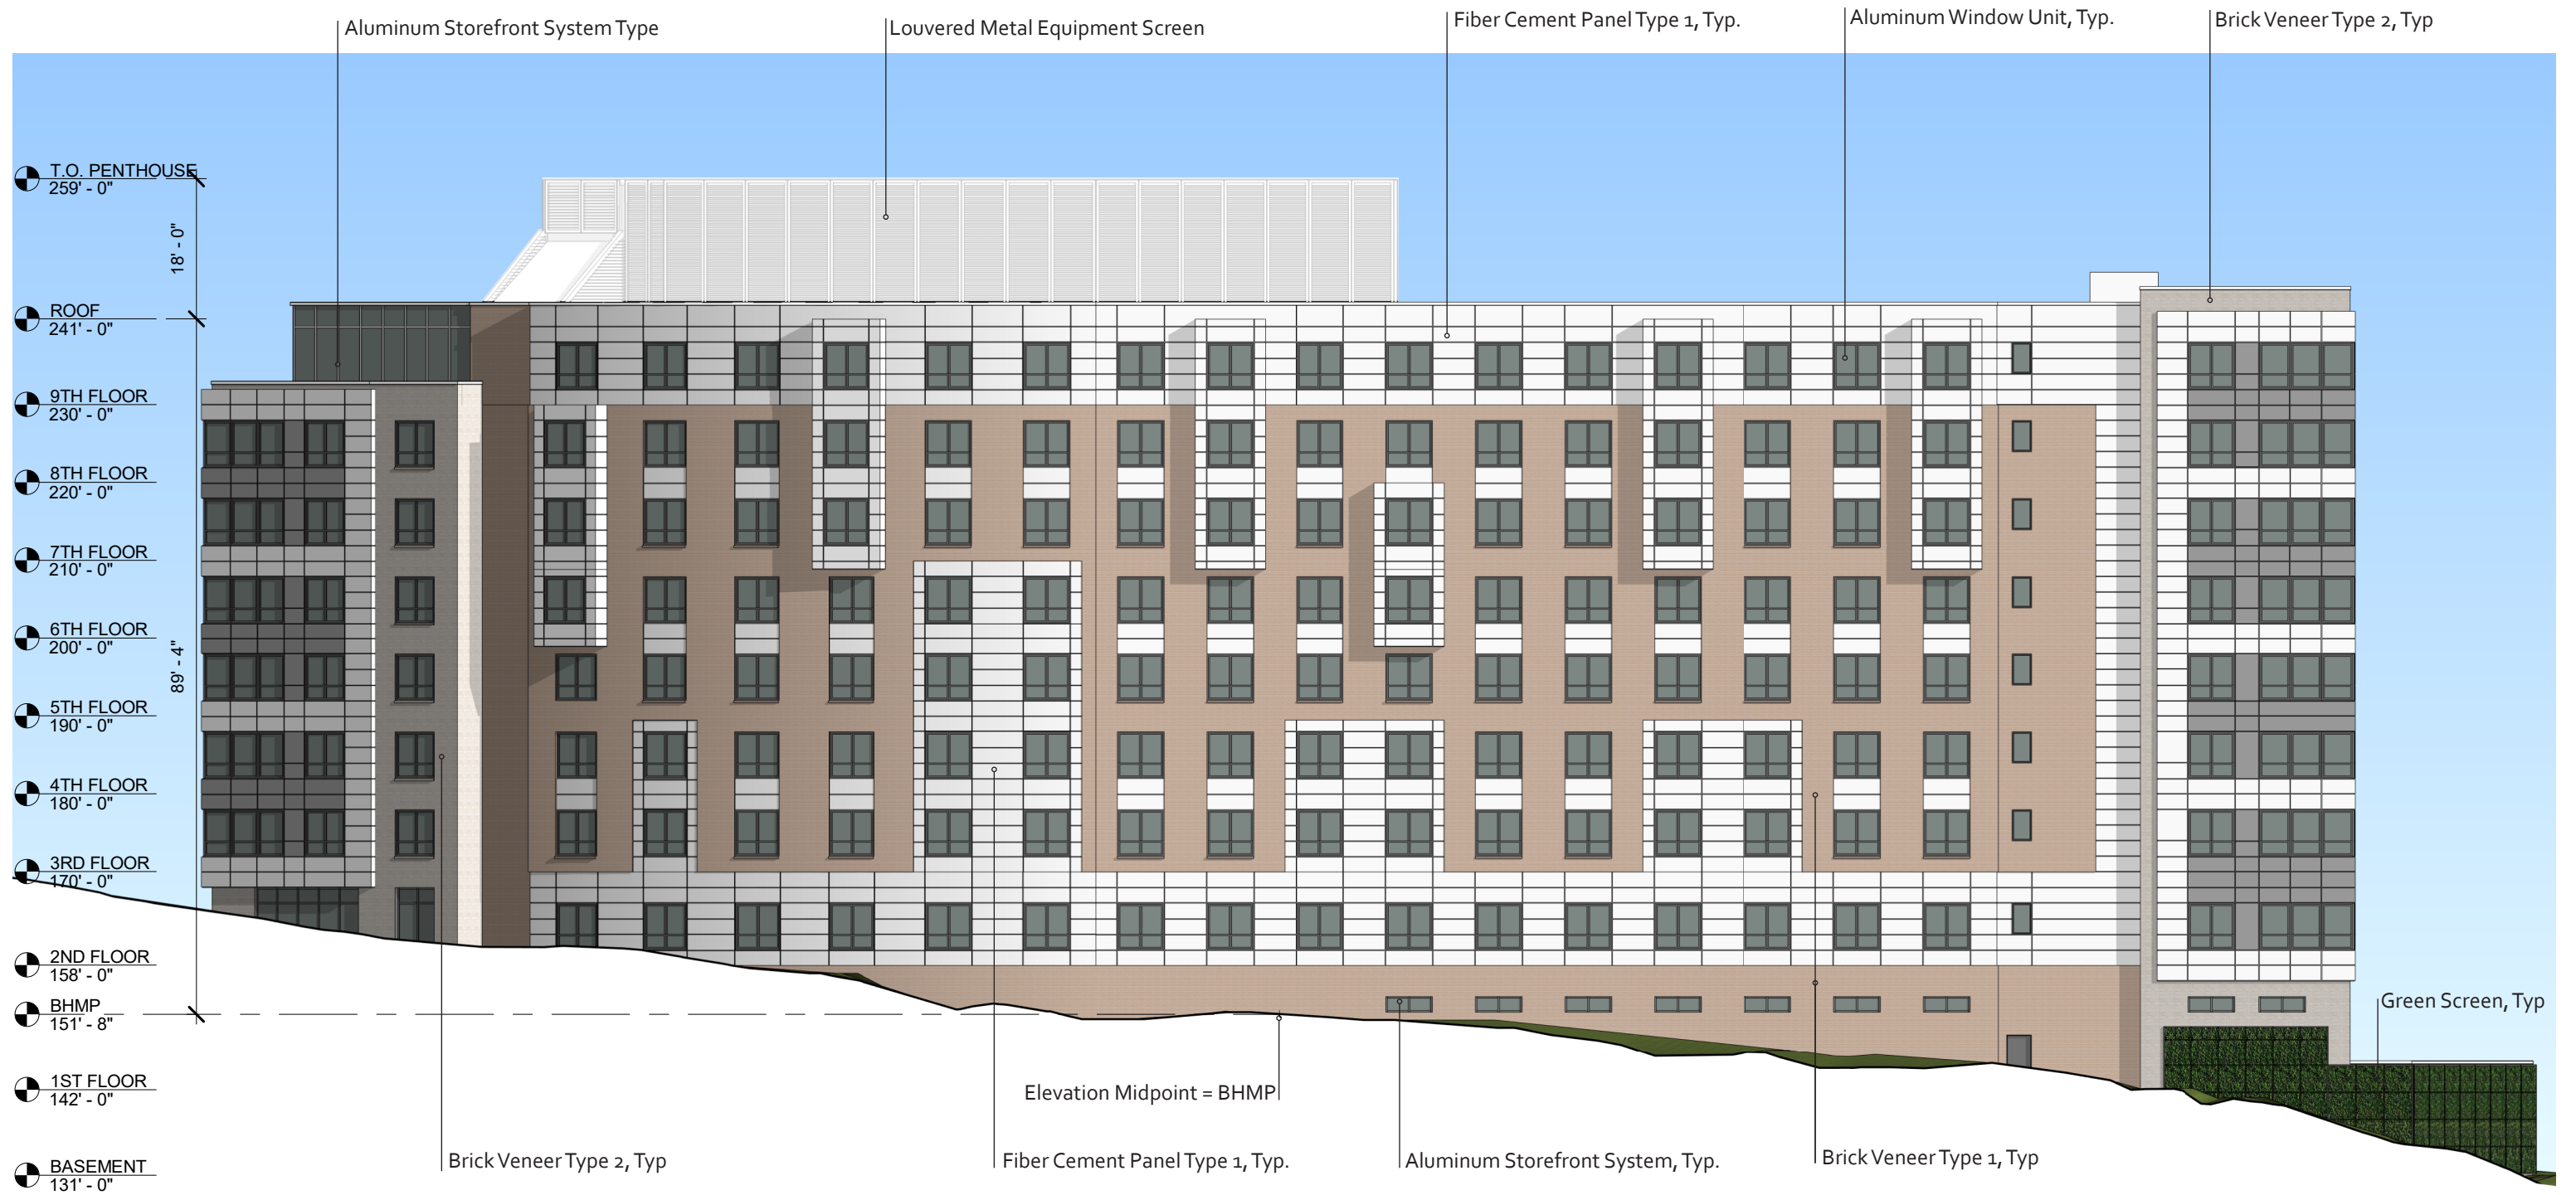 Aluminum Storefront System Type
Louvered Metal Equipment Screen
Fiber Cement Panel Type 1, Typ.
Aluminum Window Unit, Typ.
Brick Veneer Type 2, Typ
T.O. PENTHOUSE
259' - 0"
18' - 0"
ROOF
241' - 0"
9TH FLOOR
230' - 0"
8TH FLOOR
220' - 0"
7TH FLOOR
210' - 0"
6TH FLOOR
200' - 0"
89' - 4"
5TH FLOOR
190' - 0"
4TH FLOOR
180' - 0"
3RD FLOOR
170' - 0"
2ND FLOOR
158' - 0"
BHMP
151' - 8"
Green Screen, Typ
1ST FLOOR
142' - 0"
Elevation Midpoint = BHMP
BASEMENT
131' - 0"
Brick Veneer Type 2, Typ
Fiber Cement Panel Type 1, Typ.
Aluminum Storefront System, Typ.
Brick Veneer Type 1, Typ